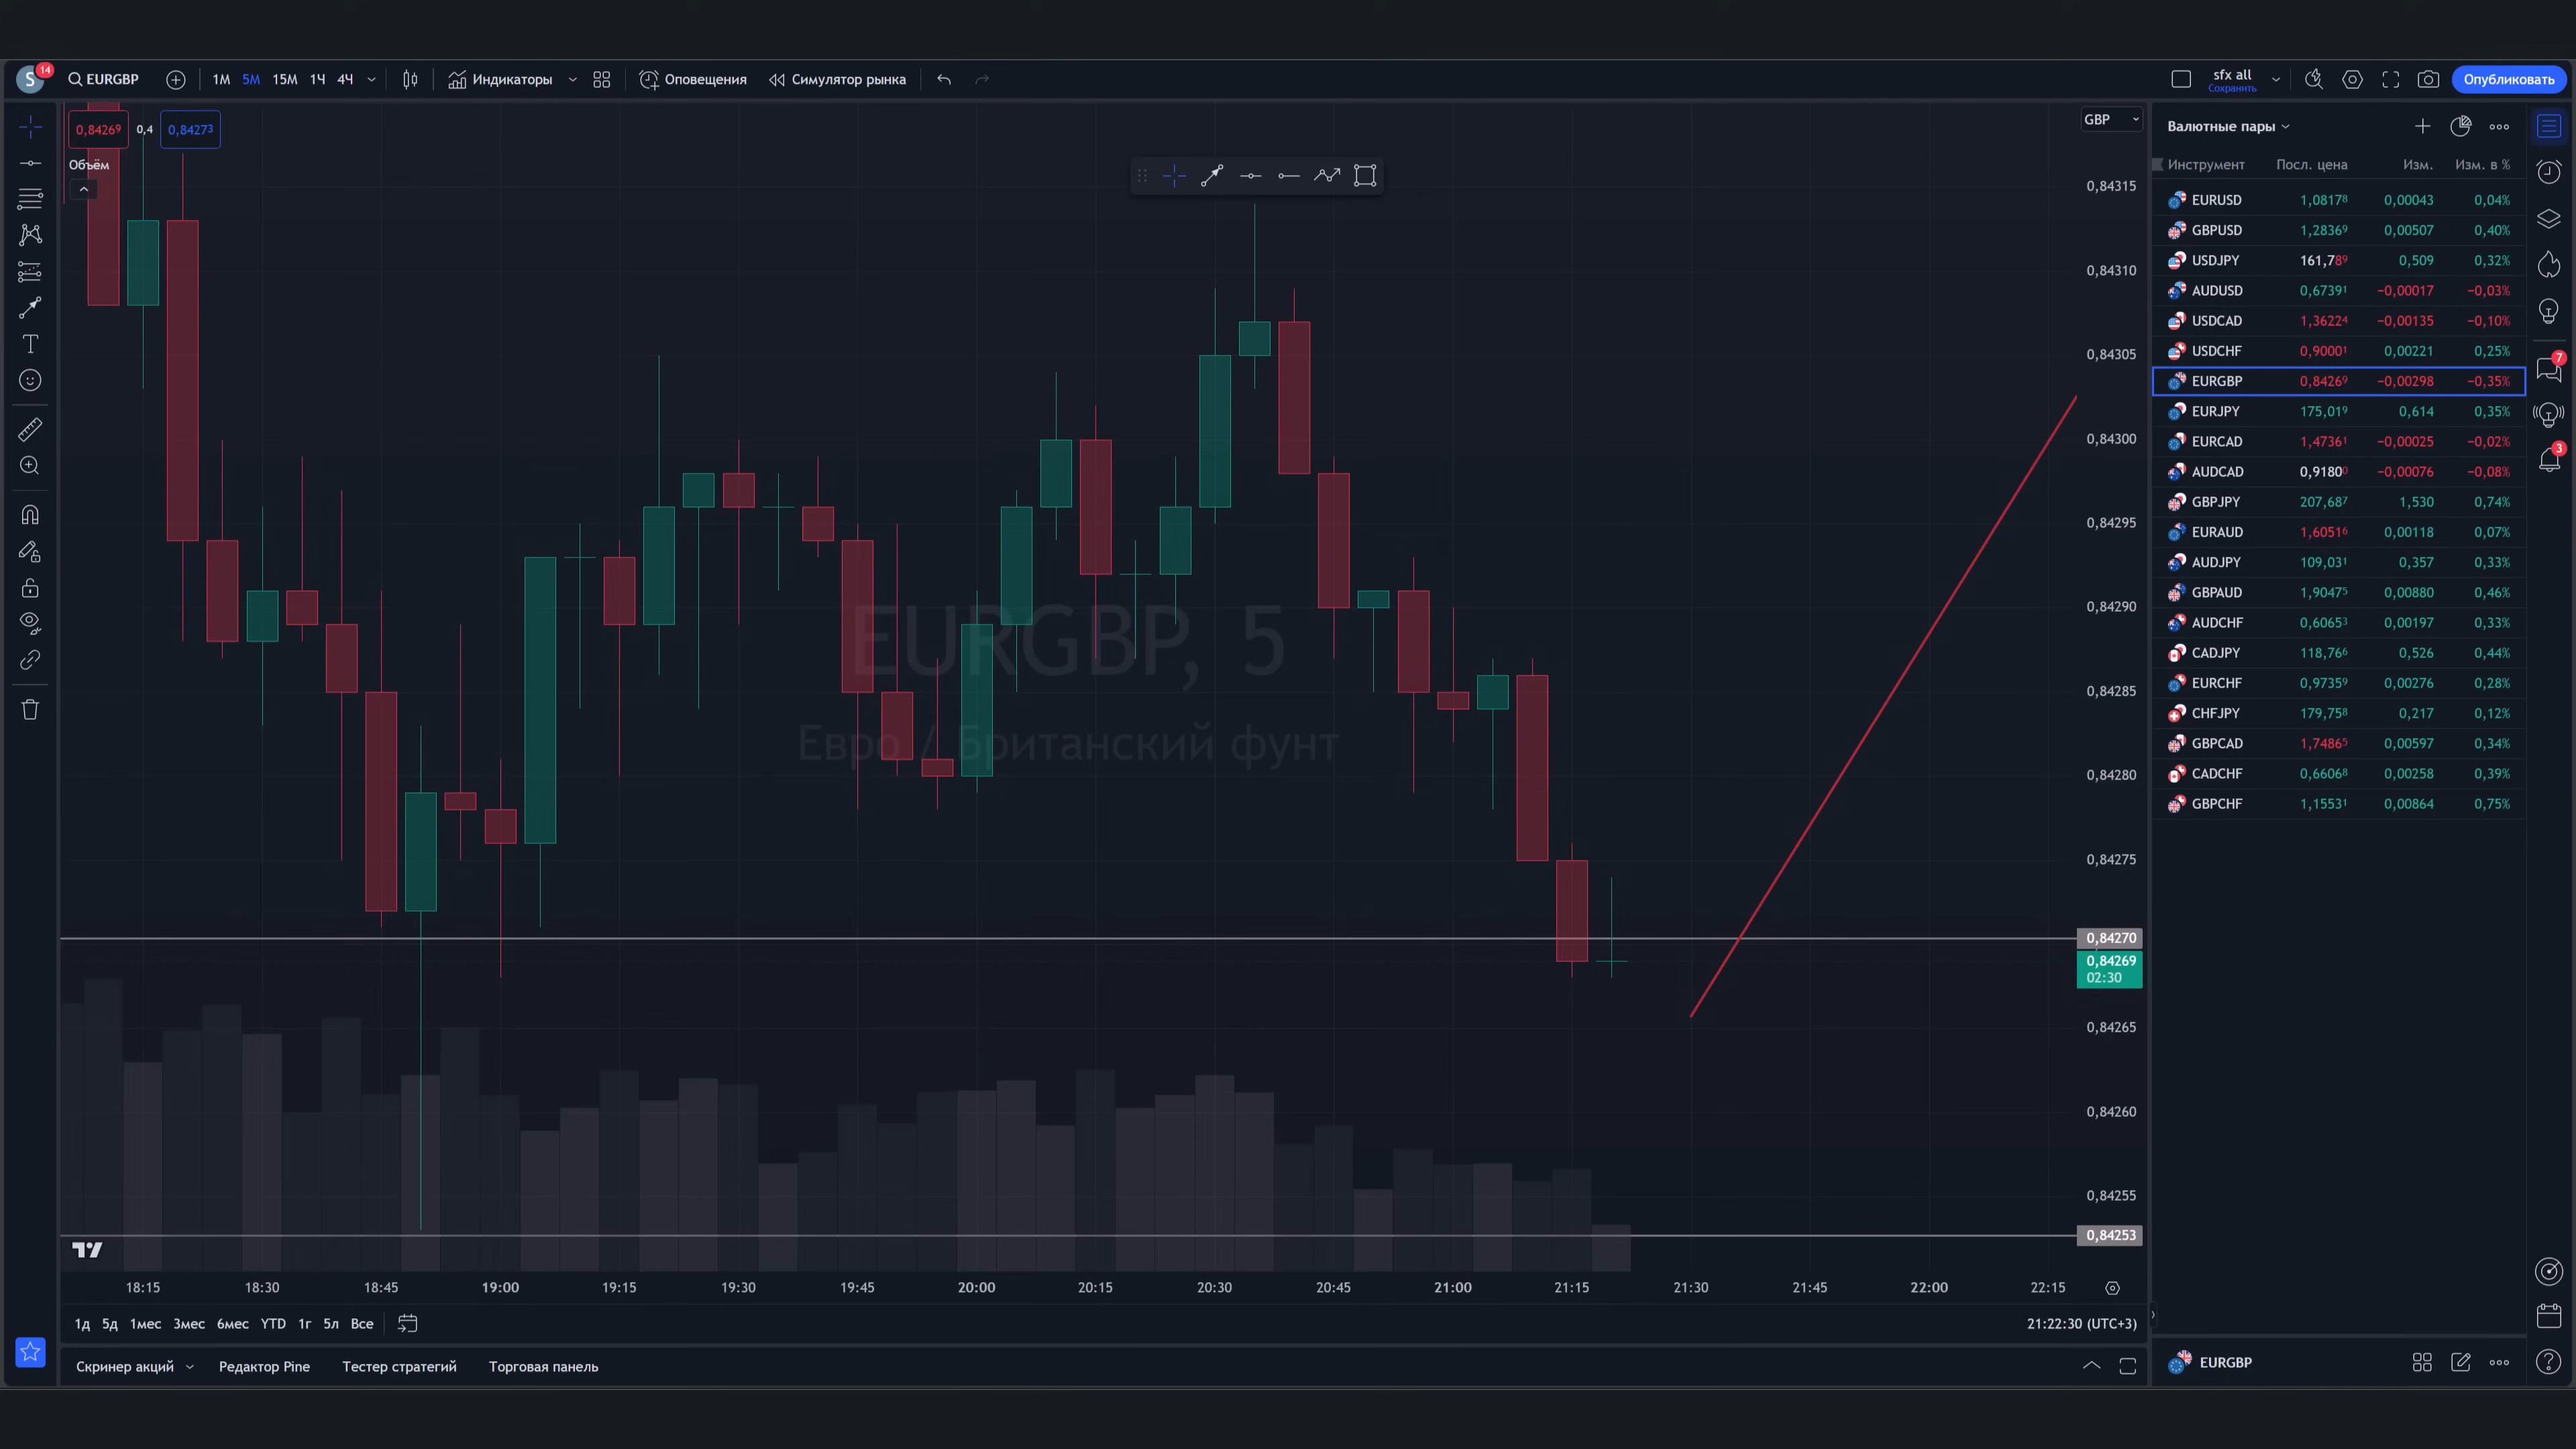 S 14 EURGBP 1М 5М 15М 1Ч 4Ч Индикаторы Оповещения Симулятор рынка sfx all Сохранить Опубликовать
0,84269 0,4 0,84273
Объём
GBP
0,84315
0,84310
0,84305
0,84300
0,84295
0,84290
0,84285
0,84280
0,84275
0,84270
0,84269
02:30
0,84265
0,84260
0,84255
0,84253
EURGBP, 5
Евро / Британский фунт
18:15 18:30 18:45 19:00 19:15 19:30 19:45 20:00 20:15 20:30 20:45 21:00 21:15 21:30 21:45 22:00 22:15
1д 5д 1мес 3мес 6мес YTD 1г 5л Все 21:22:30 (UTC+3)
Скринер акций Редактор Pine Тестер стратегий Торговая панель
Валютные пары
Инструмент Посл. цена Изм. Изм. в %
EURUSD 1,08178 0,00043 0,04%
GBPUSD 1,28369 0,00507 0,40%
USDJPY 161,789 0,509 0,32%
AUDUSD 0,67391 −0,00017 −0,03%
USDCAD 1,36224 −0,00135 −0,10%
USDCHF 0,90001 0,00221 0,25%
EURGBP 0,84269 −0,00298 −0,35%
EURJPY 175,019 0,614 0,35%
EURCAD 1,47361 −0,00025 −0,02%
AUDCAD 0,91800 −0,00076 −0,08%
GBPJPY 207,687 1,530 0,74%
EURAUD 1,60516 0,00118 0,07%
AUDJPY 109,031 0,357 0,33%
GBPAUD 1,90475 0,00880 0,46%
AUDCHF 0,60653 0,00197 0,33%
CADJPY 118,766 0,526 0,44%
EURCHF 0,97359 0,00276 0,28%
CHFJPY 179,758 0,217 0,12%
GBPCAD 1,74865 0,00597 0,34%
CADCHF 0,66068 0,00258 0,39%
GBPCHF 1,15531 0,00864 0,75%
EURGBP
7
3